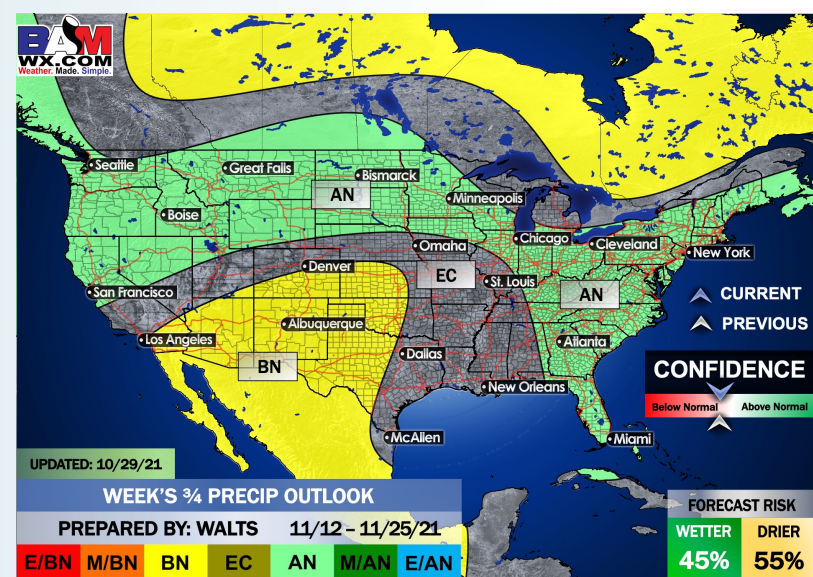 BAM
WX.COM
Weather. Made. Simple.
Seattle
Great Falls
Bismarck
AN
Minneapolis
Boise
Omaha
Chicago
Cleveland
New York
Denver
EC
St. Louis
San Francisco
AN
CURRENT
PREVIOUS
Albuquerque
Los Angeles
Atlanta
Dallas
BN
CONFIDENCE
New Orleans
Below Normal
Above Normal
McAllen
Miami
UPDATED: 10/29/21
WEEK'S ¾ PRECIP OUTLOOK
PREPARED BY: WALTS 11/12 – 11/25/21
E/BN M/BN BN EC AN M/AN E/AN
FORECAST RISK
WETTER DRIER
45% 55%